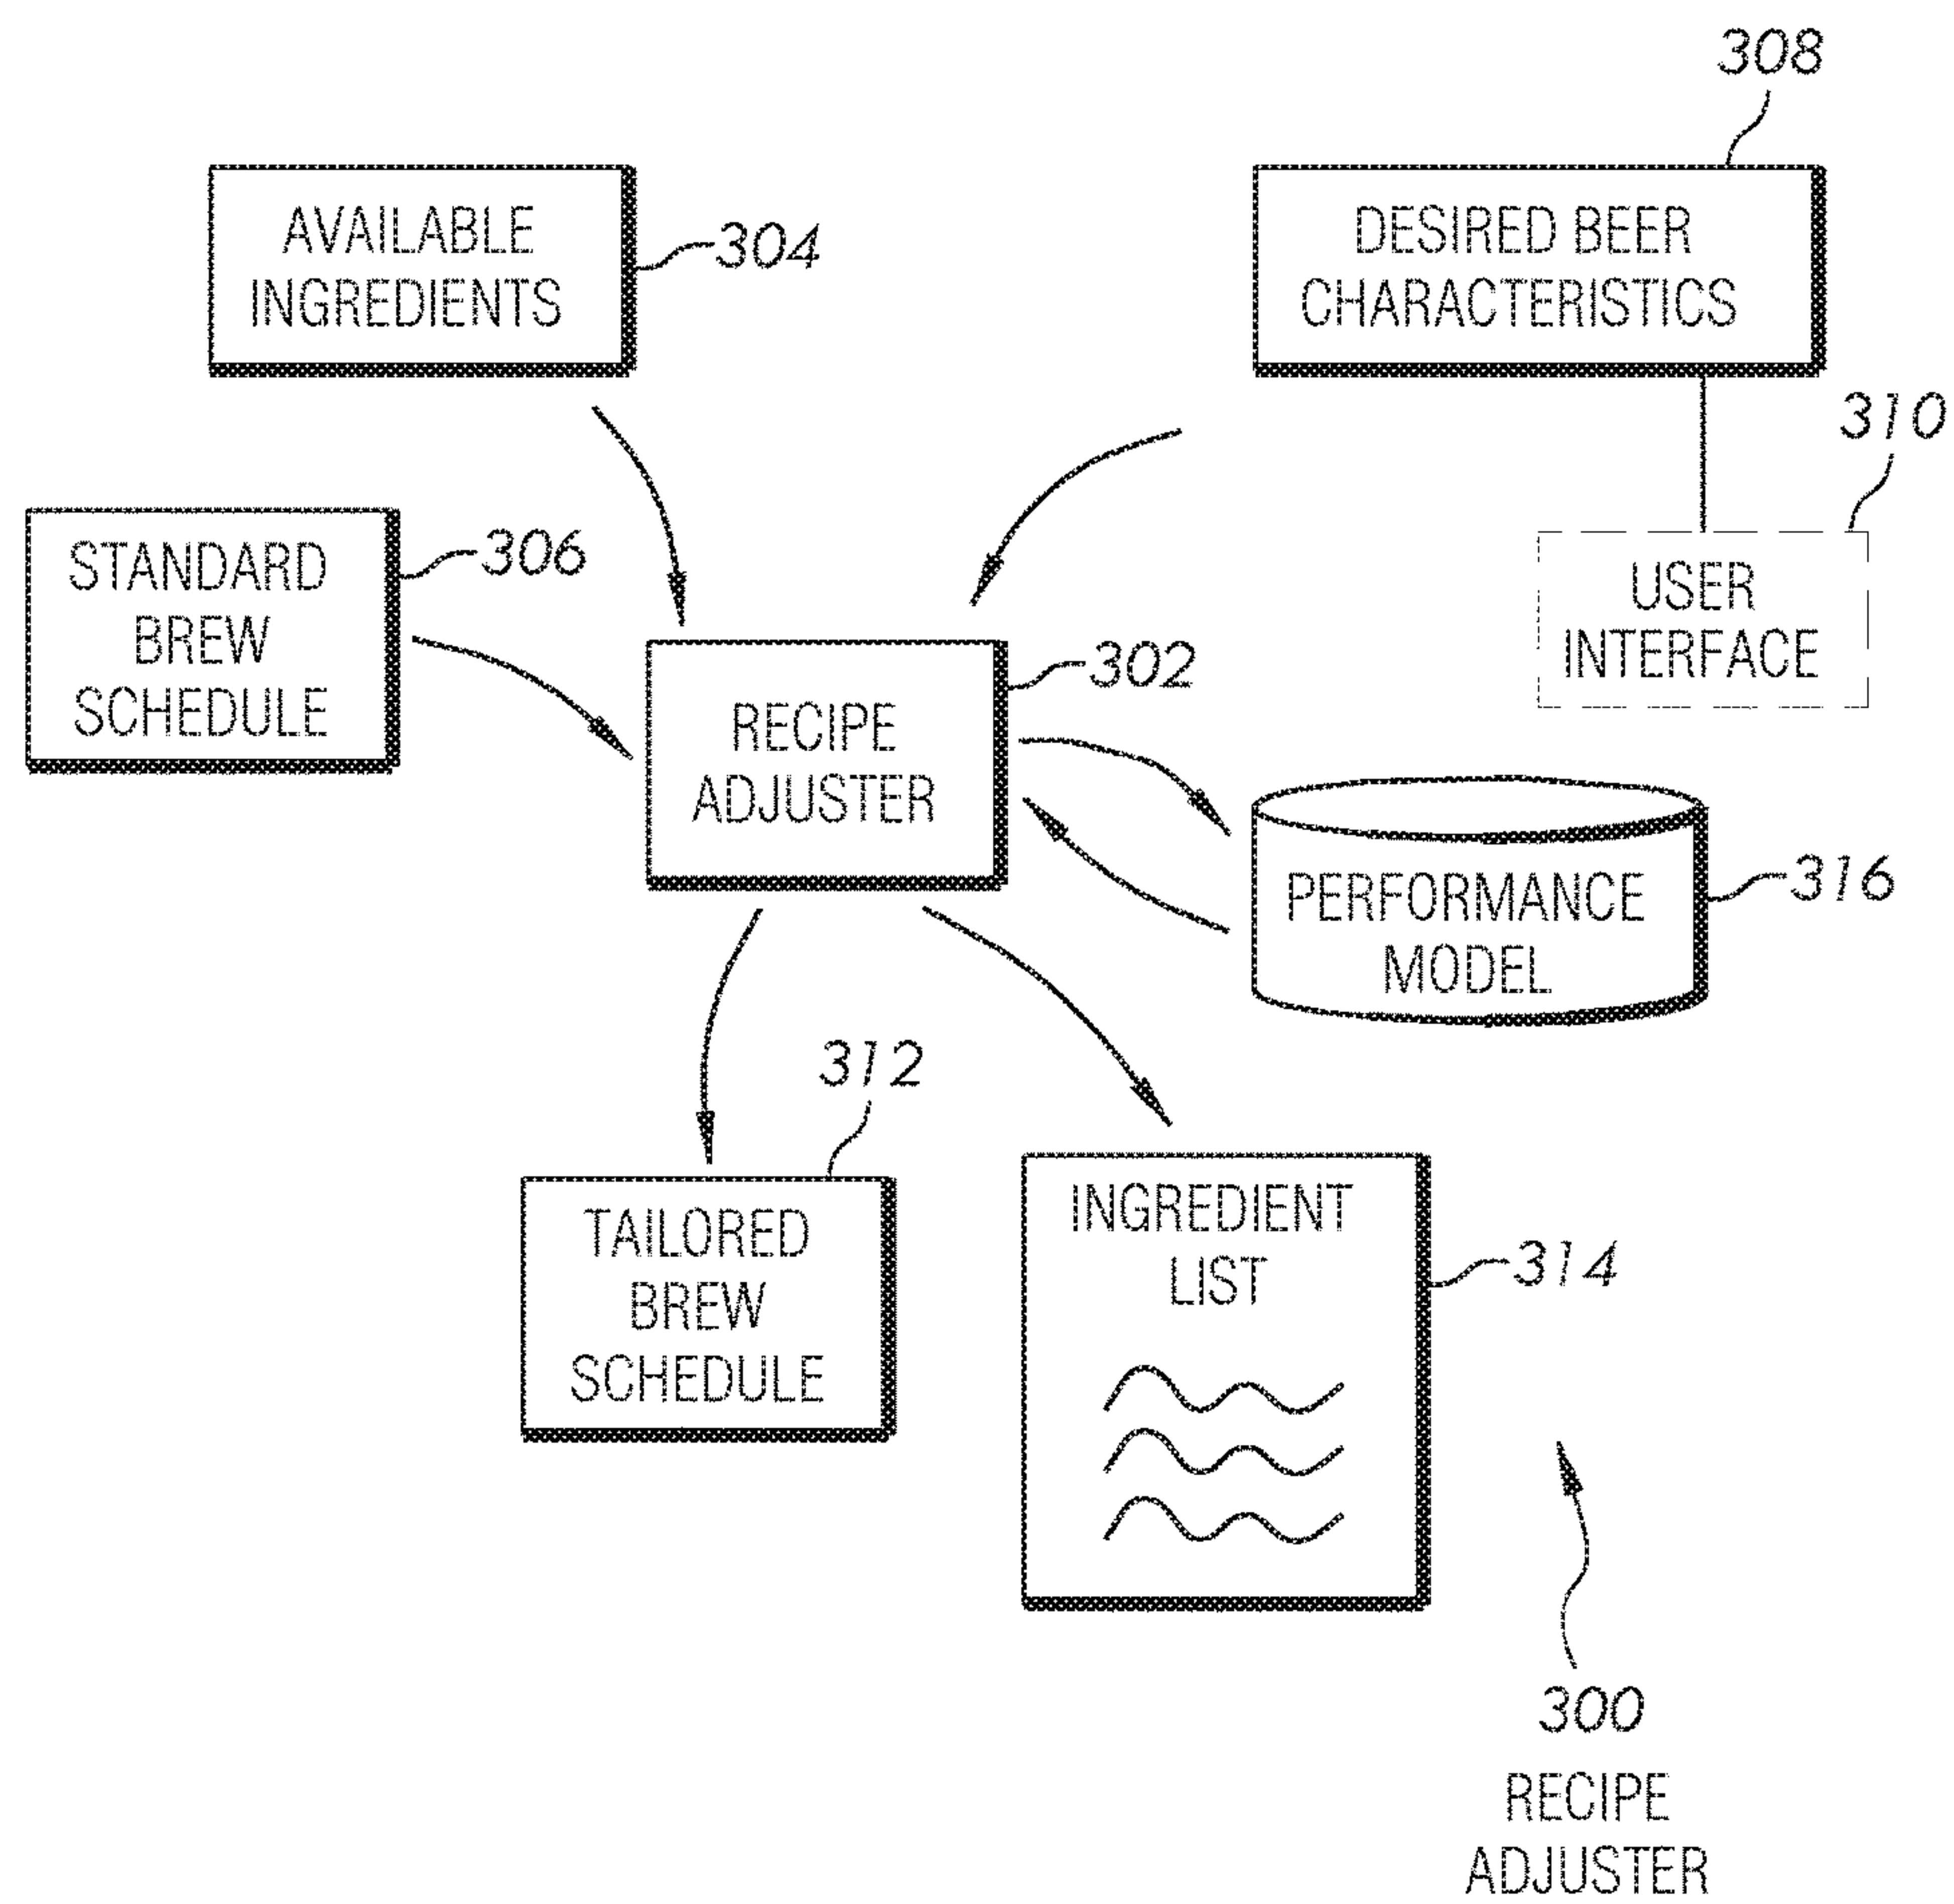 308
AVAILABLE
INGREDIENTS
304
DESIRED BEER
CHARACTERISTICS
310
STANDARD
BREW
SCHEDULE
306
USER
INTERFACE
302
RECIPE
ADJUSTER
PERFORMANCE
MODEL
316
312
TAILORED
BREW
SCHEDULE
INGREDIENT
LIST
314
300
RECIPE
ADJUSTER